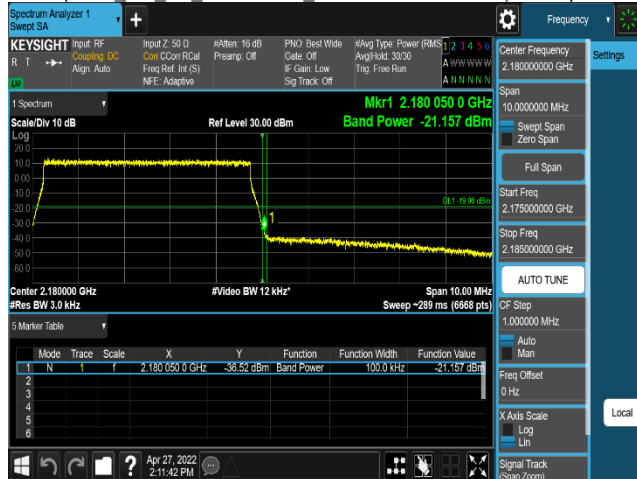 Spectrum Analyzer 1
Swept SA
Frequency
KEYSIGHT
R T
LXI
Input: RF
Coupling: DC
Align: Auto
Input Z: 50 Ω
Corr CCorr RCal
Freq Ref: Int (S)
NFE: Adaptive
#Atten: 16 dB
Preamp: Off
PNO: Best Wide
Gate: Off
IF Gain: Low
Sig Track: Off
#Avg Type: Power (RMS
Avg|Hold: 30/30
Trig: Free Run
1 2 3 4 5 6
A W W W W W
A N N N N N
1 Spectrum
Scale/Div 10 dB
Ref Level 30.00 dBm
Mkr1 2.180 050 0 GHz
Band Power -21.157 dBm
Log
20.0
10.0
0.00
-10.0
-20.0
-30.0
-40.0
-50.0
-60.0
DL1 -19.00 dBm
1
Center 2.180000 GHz
#Res BW 3.0 kHz
#Video BW 12 kHz*
Span 10.00 MHz
Sweep ~289 ms (6668 pts)
5 Marker Table
Mode Trace Scale X Y Function Function Width Function Value
1 N 1 f 2.180 050 0 GHz -36.52 dBm Band Power 100.0 kHz -21.157 dBm
2
3
4
5
6
Apr 27, 2022
2:11:42 PM
Center Frequency
2.180000000 GHz
Settings
Span
10.0000000 MHz
Swept Span
Zero Span
Full Span
Start Freq
2.175000000 GHz
Stop Freq
2.185000000 GHz
AUTO TUNE
CF Step
1.000000 MHz
Auto
Man
Freq Offset
0 Hz
X Axis Scale
Log
Lin
Local
Signal Track
(Span Zoom)